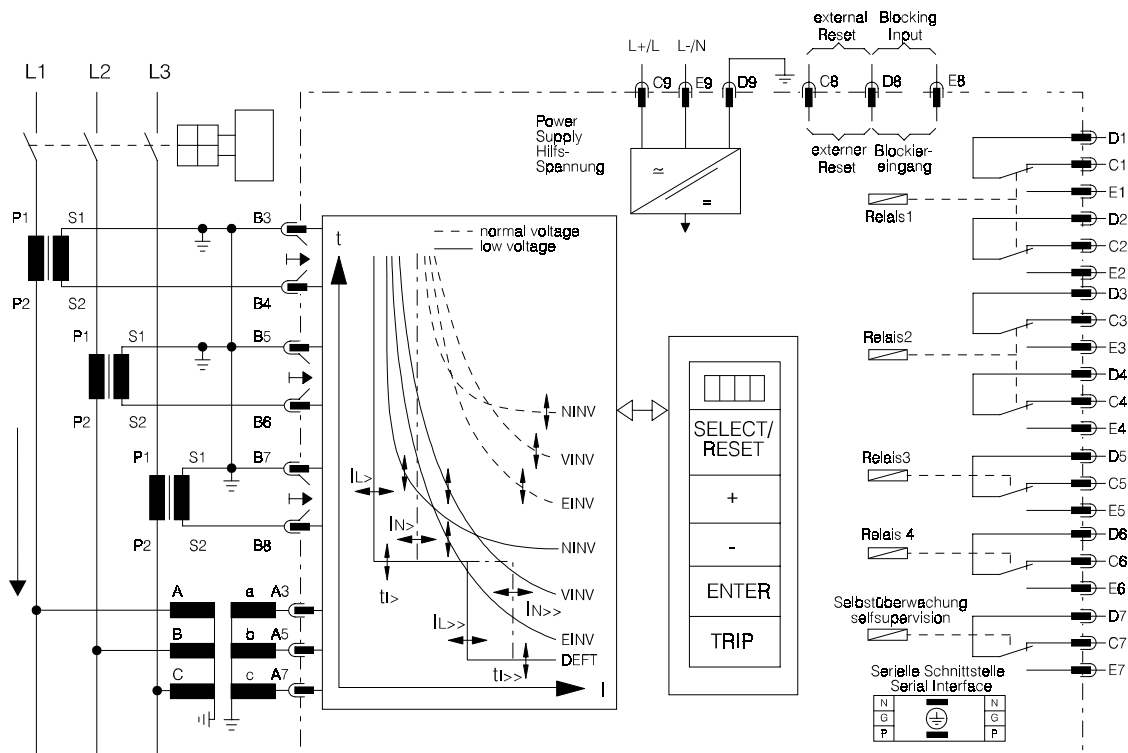 external Reset
Blocking Input
L+/L
L-/N
C9
E9
D9
C8
D8
E8
L1
L2
L3
Power
Supply
Hilfs-
Spannung
≃
=
externer
Reset
Blockier-
eingang
P1
S1
B3
P2
S2
B4
P1
S1
B5
P2
S2
B6
P1
S1
B7
P2
S2
B8
A
a
A3
B
b
A5
C
c
A7
t
normal voltage
low voltage
NINV
VINV
EINV
IL>
IN>
NINV
tI>
VINV
IN>>
IL>>
EINV
DEFT
tI>>
I
SELECT/
RESET
+
-
ENTER
TRIP
D1
C1
E1
Relais1
D2
C2
E2
D3
C3
E3
Relais2
D4
C4
E4
D5
Relais3
C5
E5
D6
Relais 4
C6
E6
Selbstüberwachung
selfsupervision
D7
C7
E7
Serielle Schnittstelle
Serial Interface
N
G
P
N
G
P